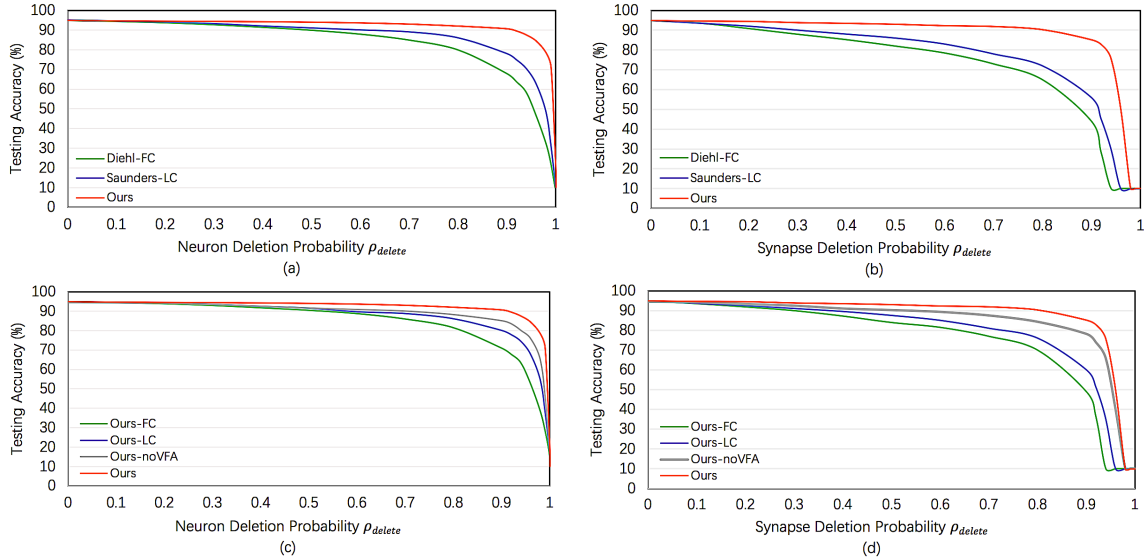 Testing Accuracy (%)
100
90
80
70
60
50
40
30
20
10
0
Diehl-FC
Saunders-LC
Ours
0 0.1 0.2 0.3 0.4 0.5 0.6 0.7 0.8 0.9 1
Neuron Deletion Probability ρdelete
(a)
Testing Accuracy (%)
100
90
80
70
60
50
40
30
20
10
0
Diehl-FC
Saunders-LC
Ours
0 0.1 0.2 0.3 0.4 0.5 0.6 0.7 0.8 0.9 1
Synapse Deletion Probability ρdelete
(b)
Testing Accuracy (%)
100
90
80
70
60
50
40
30
20
10
0
Ours-FC
Ours-LC
Ours-noVFA
Ours
0 0.1 0.2 0.3 0.4 0.5 0.6 0.7 0.8 0.9 1
Neuron Deletion Probability ρdelete
(c)
Testing Accuracy (%)
100
90
80
70
60
50
40
30
20
10
0
Ours-FC
Ours-LC
Ours-noVFA
Ours
0 0.1 0.2 0.3 0.4 0.5 0.6 0.7 0.8 0.9 1
Synapse Deletion Probability ρdelete
(d)